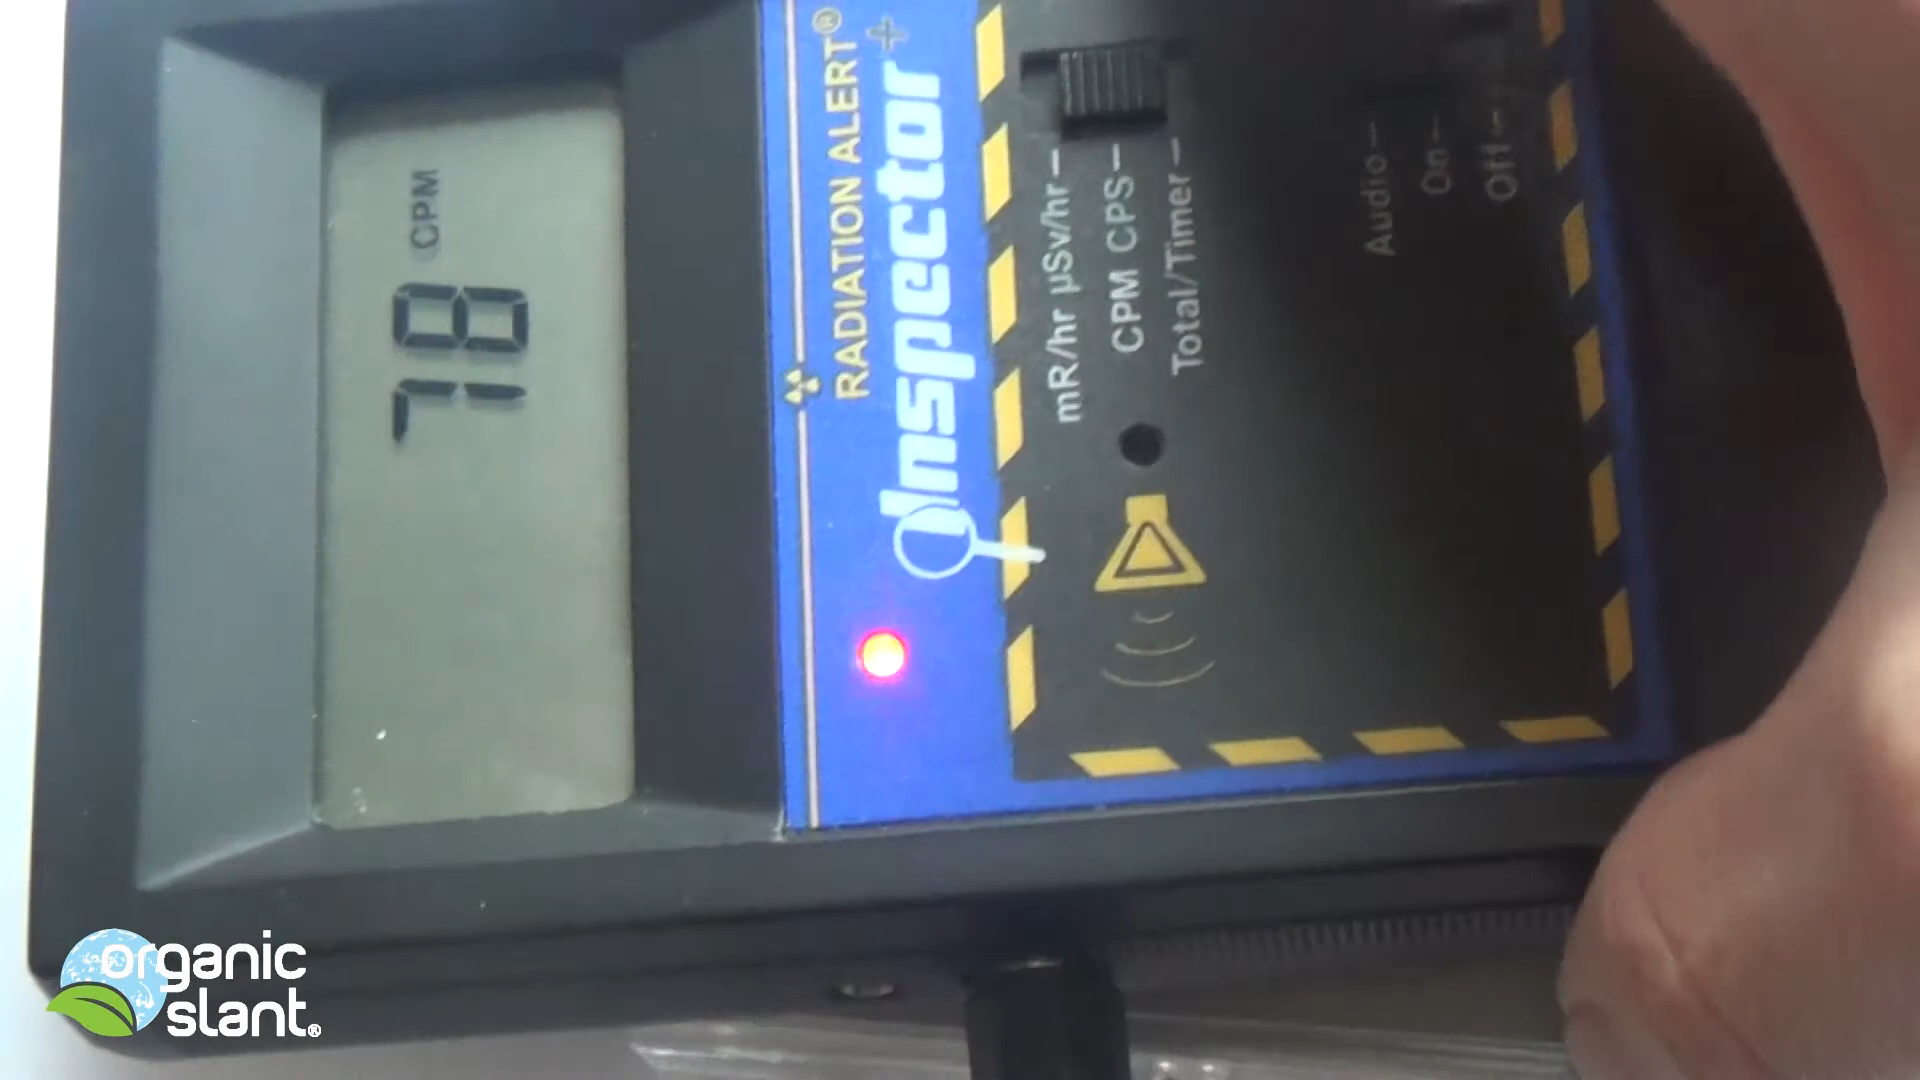 78 CPM
RADIATION ALERT®
Inspector+
mR/hr µSv/hr
CPM CPS
Total/Timer
Audio
On
Off
organic
slant®